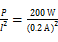 P/I² = 200 W/(0.2 A)²